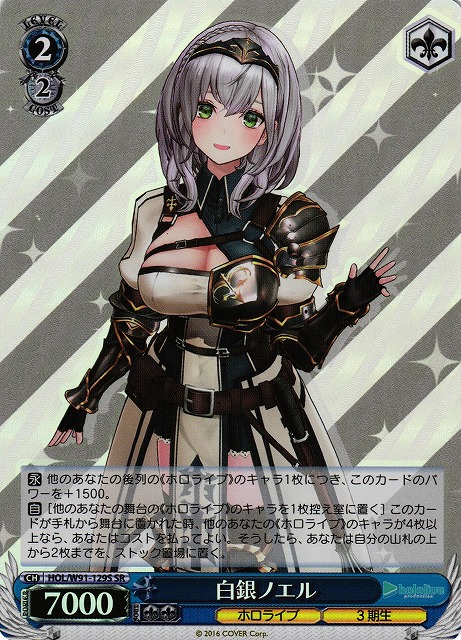 LEVEL
2
2
COST
永 他のあなたの後列の《ホロライブ》のキャラ1枚につき、このカードのパワーを＋1500。
自 [他のあなたの舞台の《ホロライブ》のキャラを1枚控え室に置く] このカードが手札から舞台に置かれた時、他のあなたの《ホロライブ》のキャラが4枚以上なら、あなたはコストを払ってよい。そうしたら、あなたは自分の山札の上から2枚までを、ストック置場に置く。
CH HOL/W91-129S SR
7000
白銀ノエル
hololive
production
ホロライブ
3期生
© 2016 COVER Corp.